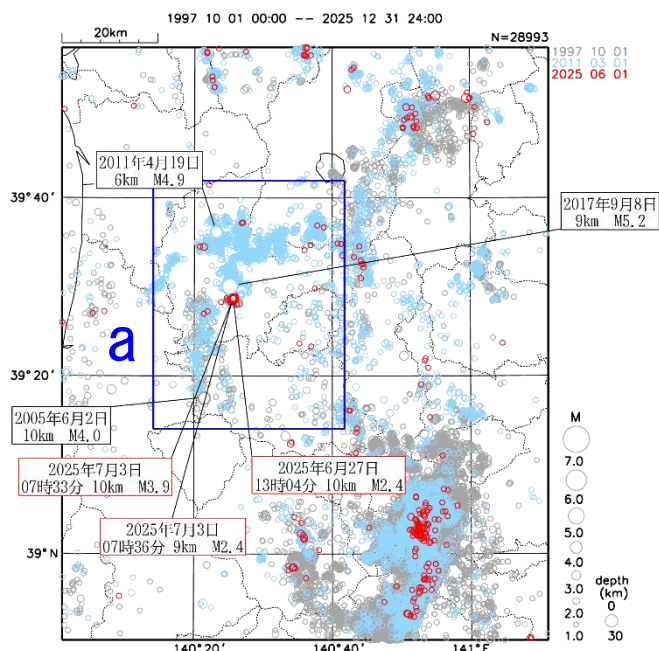 1997 10 01 00:00 -- 2025 12 31 24:00
20km
N=28993
1997 10 01
2011 03 01
2025 06 01
2011年4月19日
6km M4.9
2017年9月8日
9km M5.2
39°40'
a
39°20'
2005年6月2日
10km M4.0
2025年7月3日
07時33分 10km M3.9
2025年6月27日
13時04分 10km M2.4
2025年7月3日
07時36分 9km M2.4
39°N
M
7.0
6.0
5.0
4.0
3.0
2.0
1.0
depth
(km)
0
30
140°20'
140°40'
141°E